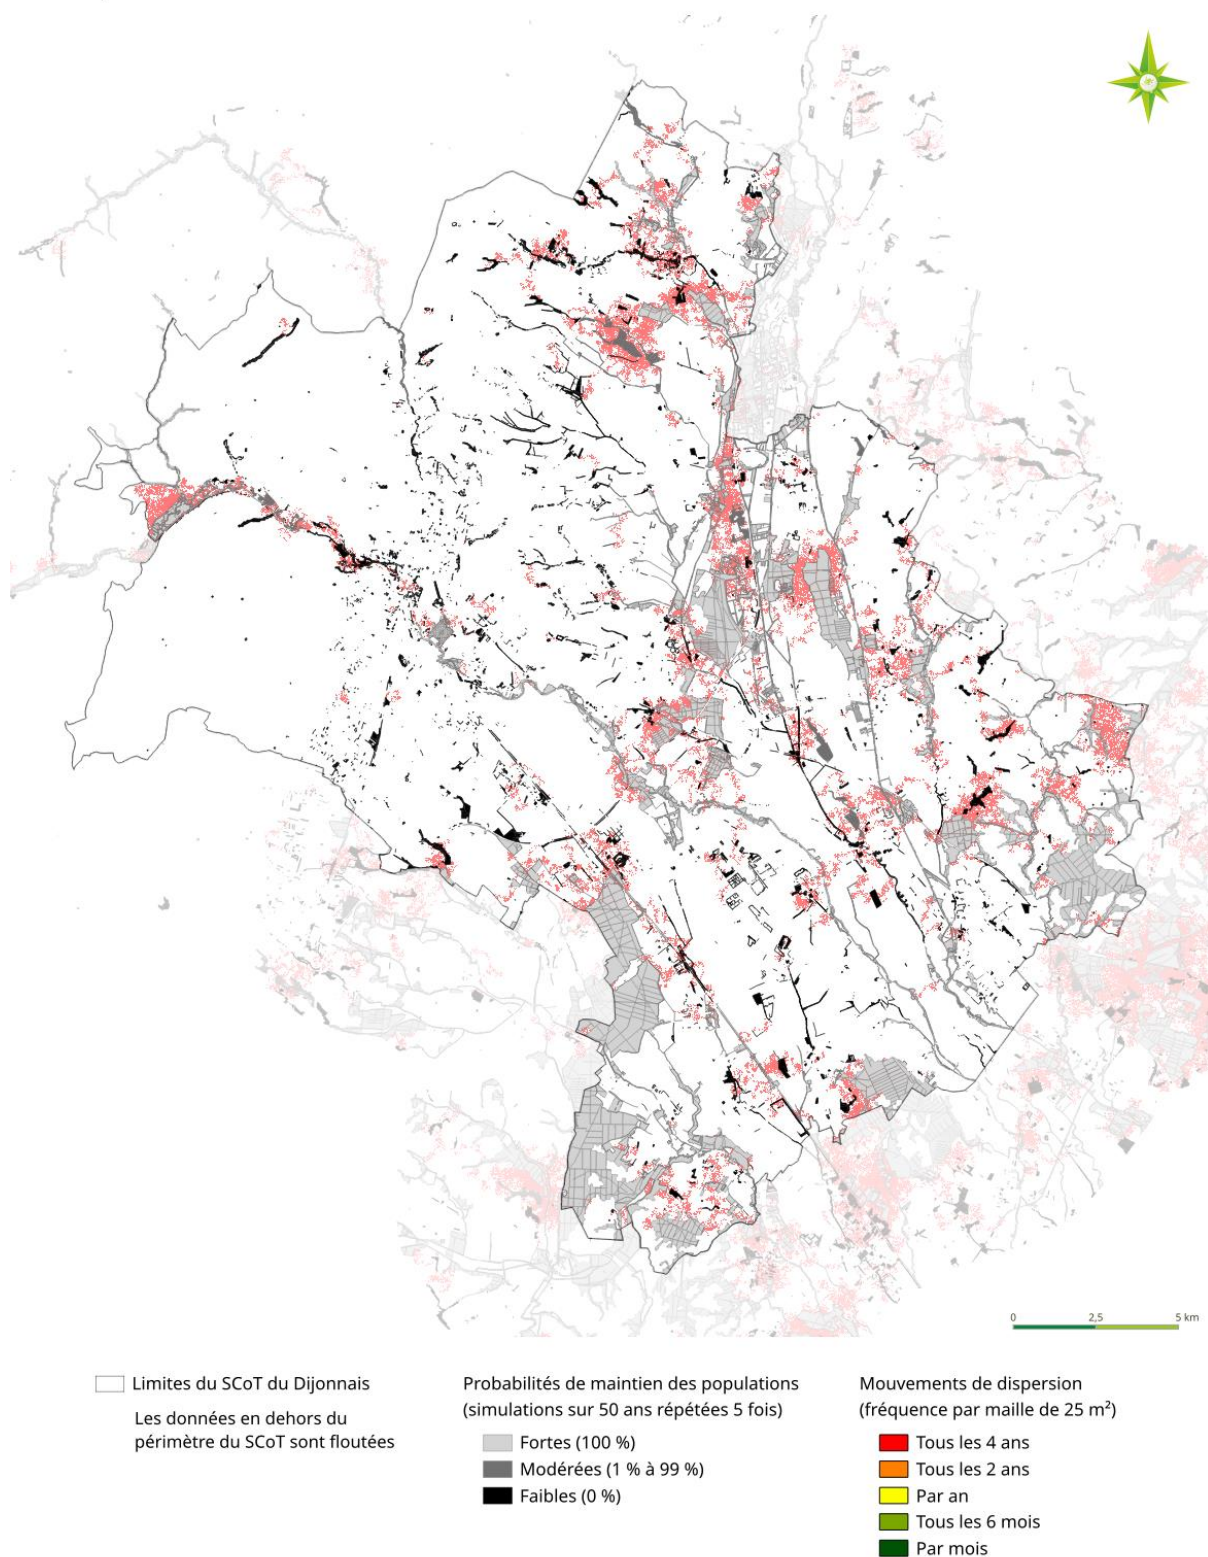 0 2,5 5 km
Limites du SCoT du Dijonnais
Les données en dehors du
périmètre du SCoT sont floutées
Probabilités de maintien des populations
(simulations sur 50 ans répétées 5 fois)
Fortes (100 %)
Modérées (1 % à 99 %)
Faibles (0 %)
Mouvements de dispersion
(fréquence par maille de 25 m²)
Tous les 4 ans
Tous les 2 ans
Par an
Tous les 6 mois
Par mois